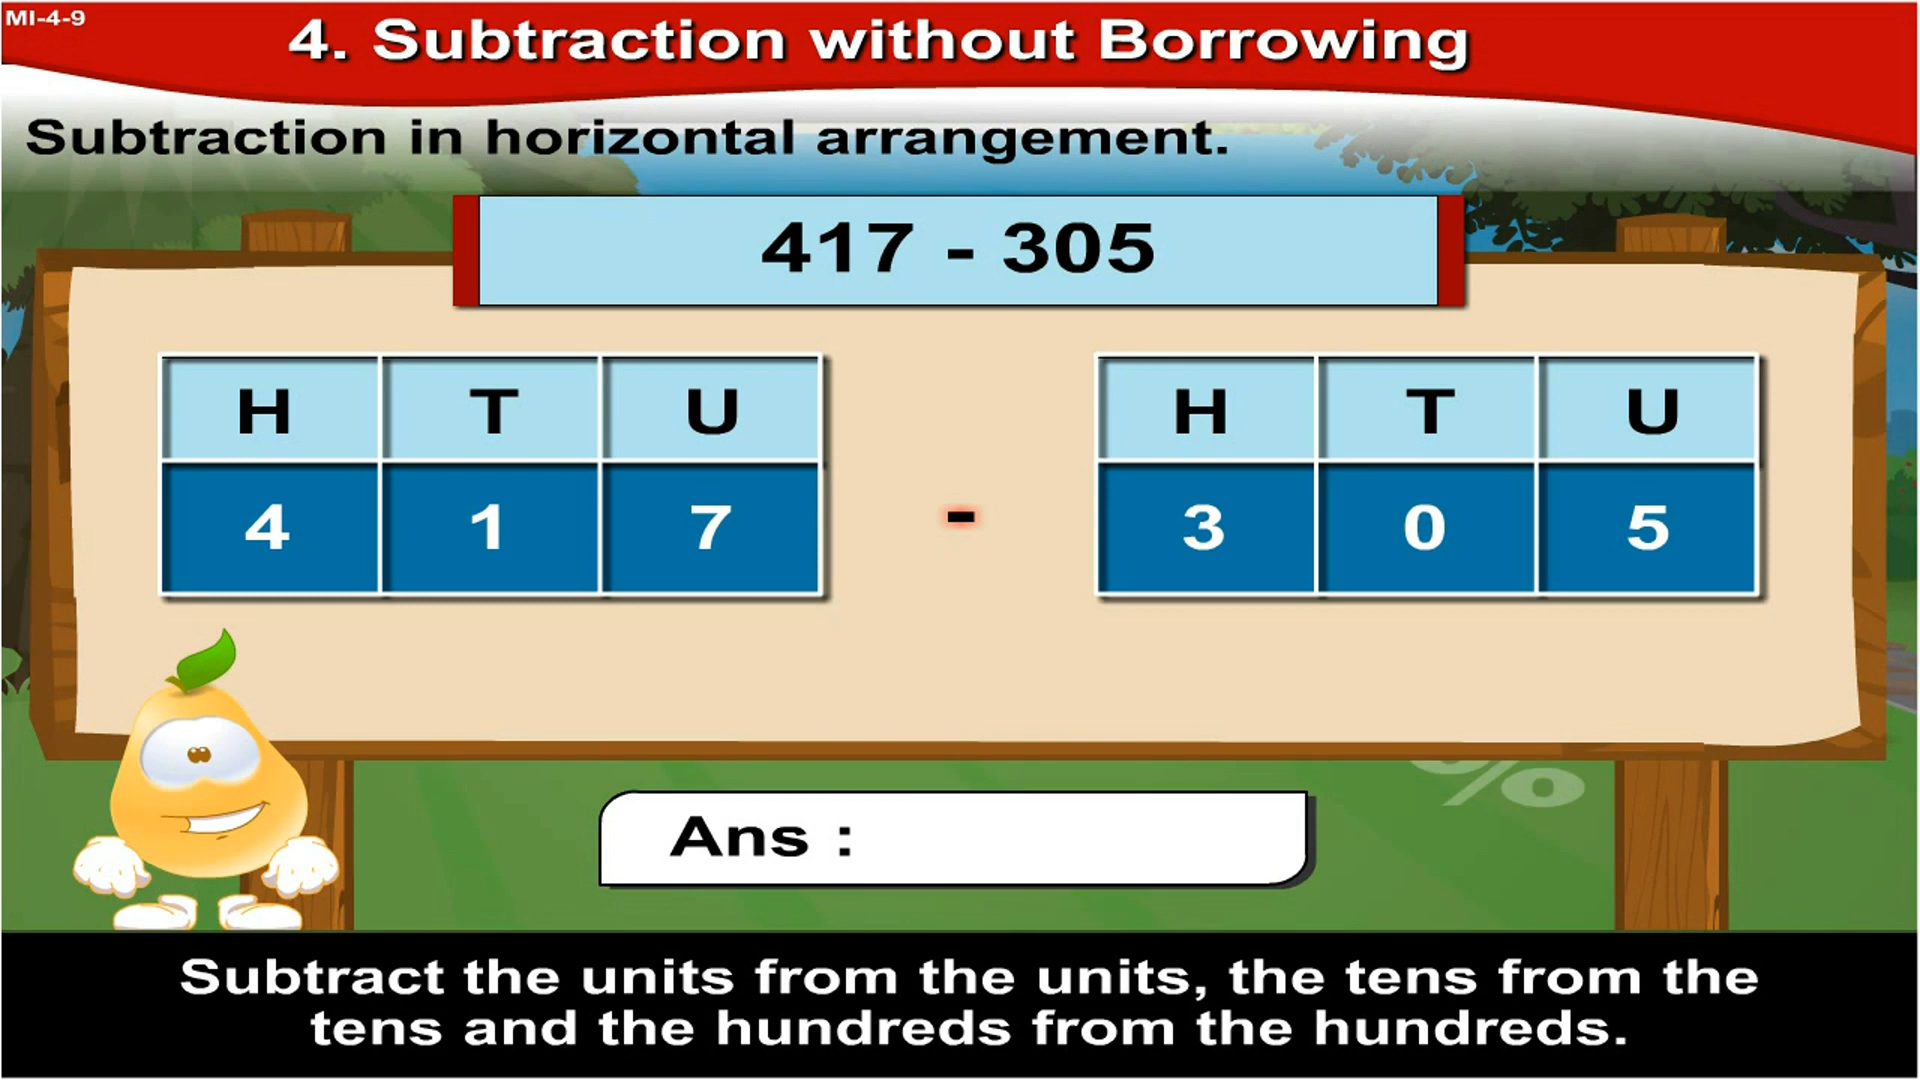 MI-4-9
4. Subtraction without Borrowing
Subtraction in horizontal arrangement.
417 - 305
H T U H T U
4 1 7 - 3 0 5
%
Ans :
Subtract the units from the units, the tens from the
tens and the hundreds from the hundreds.